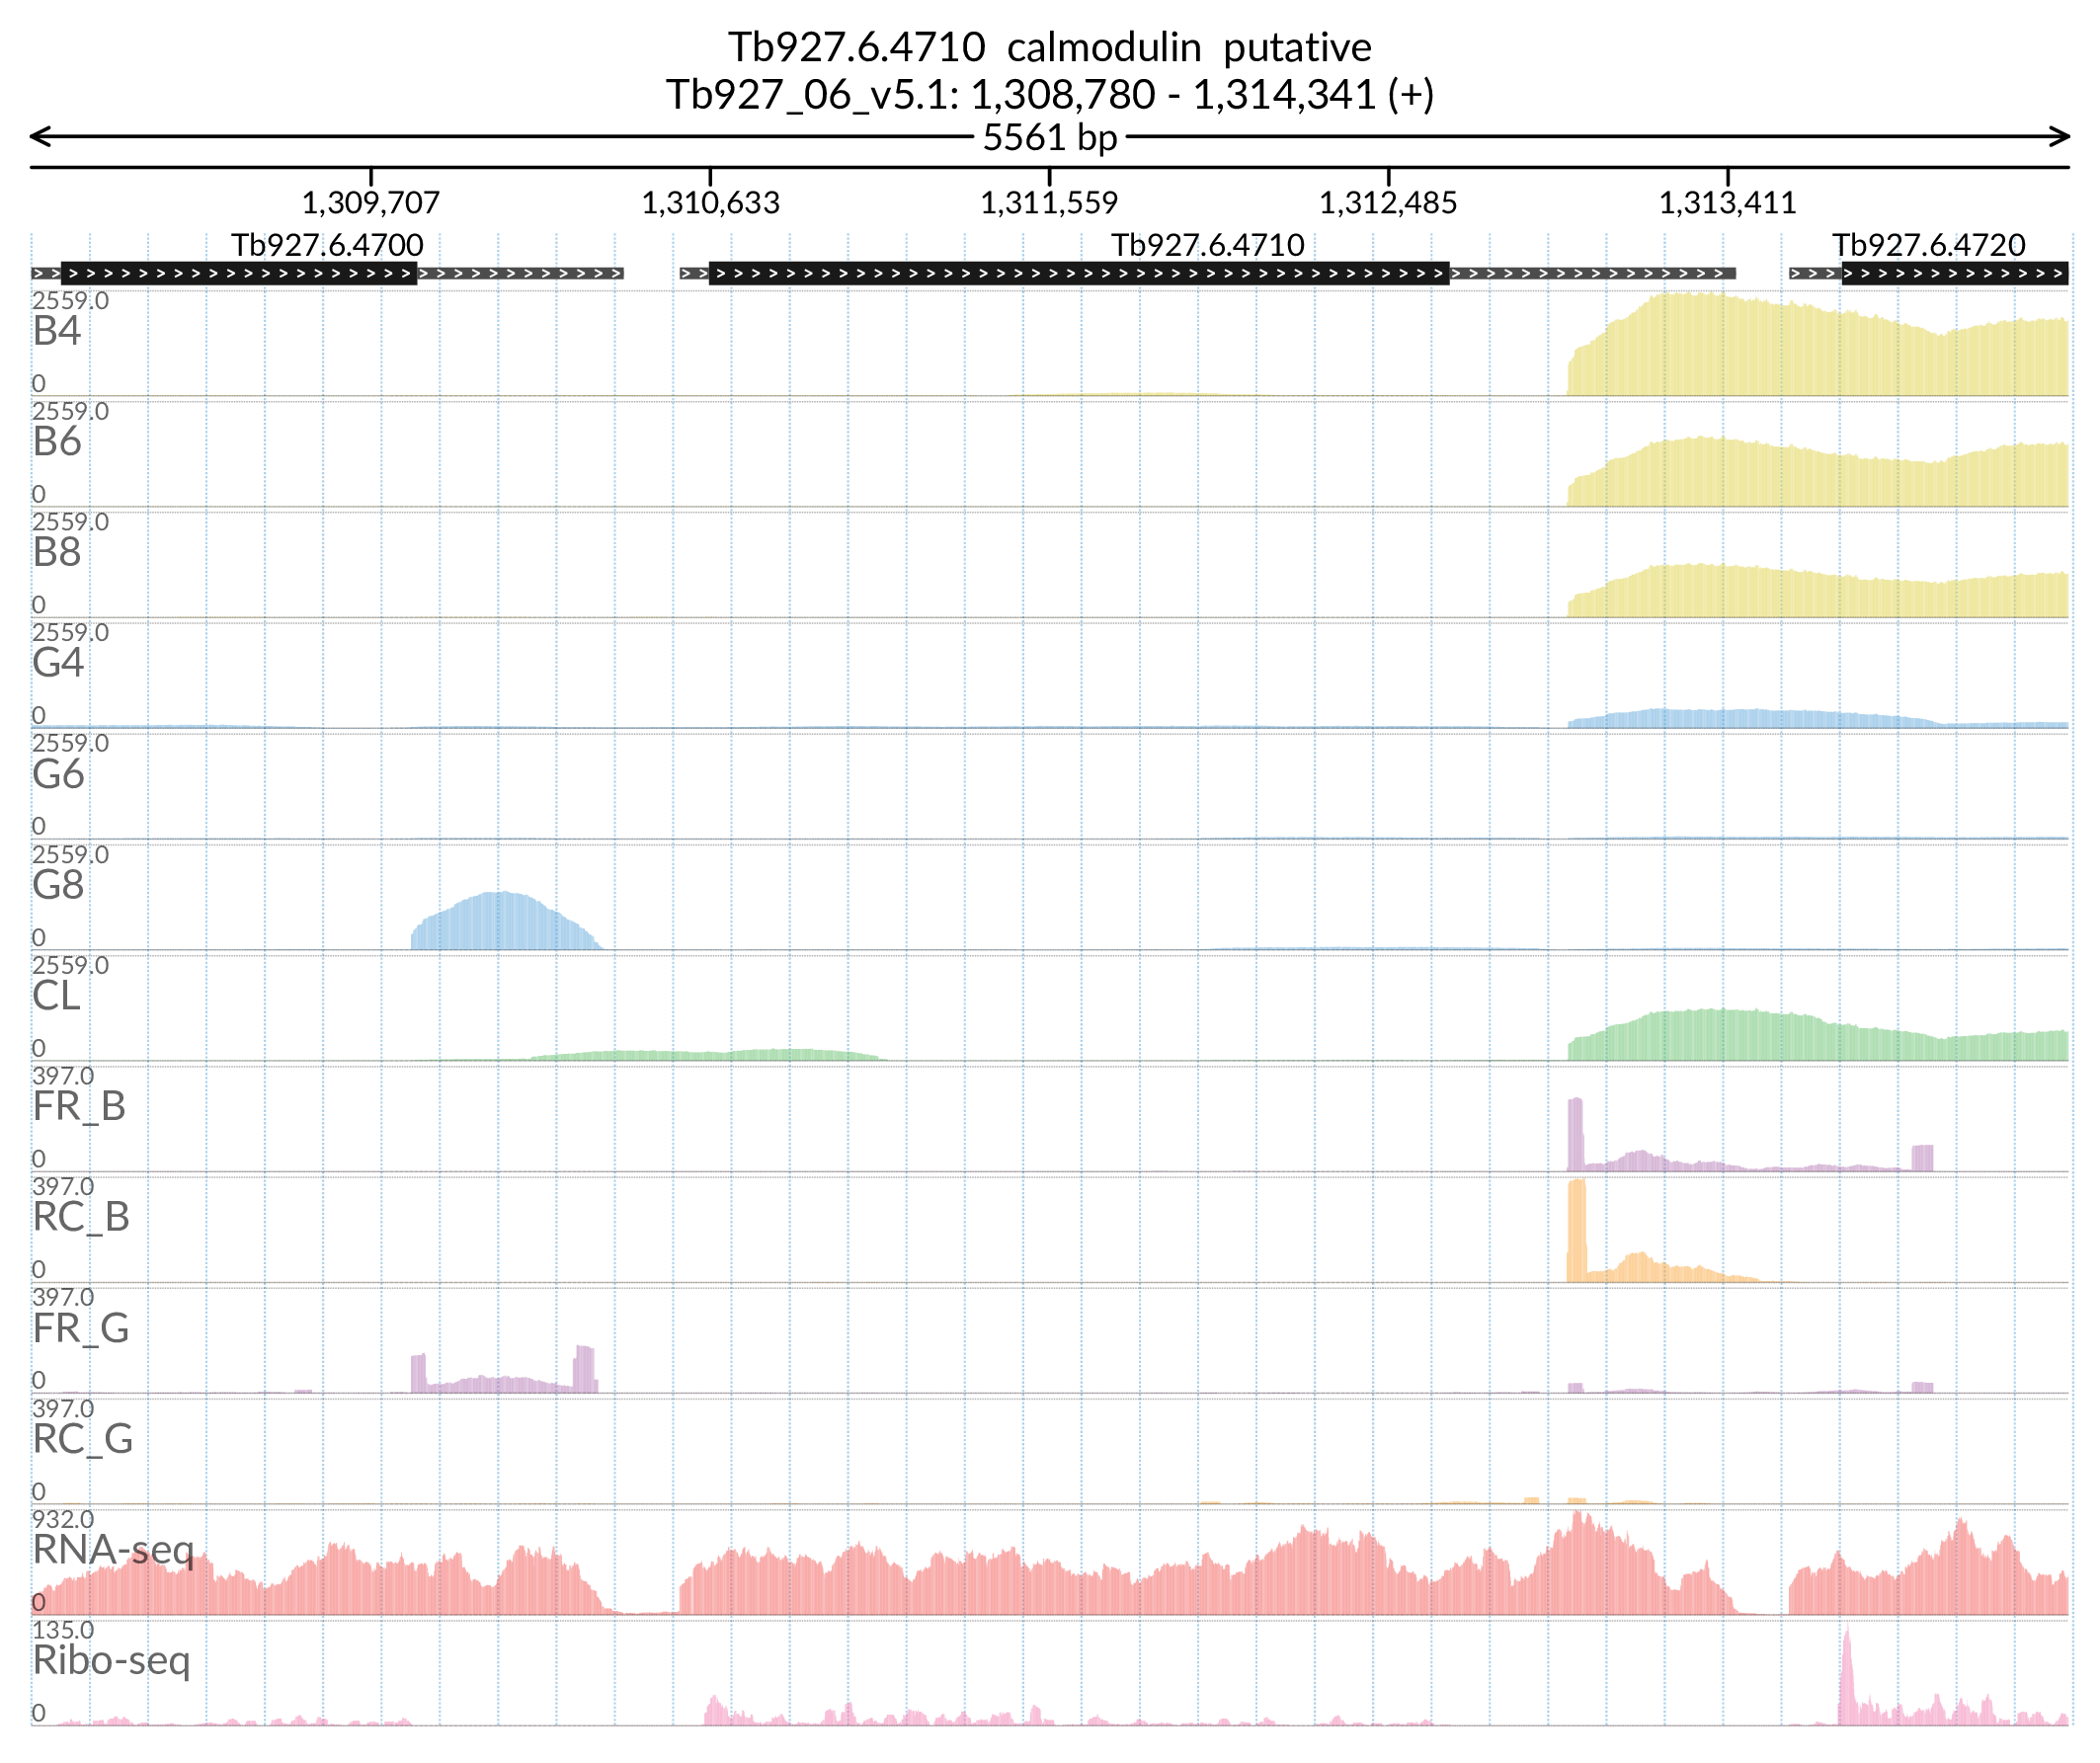 Tb927.6.4710 calmodulin putative
Tb927_06_v5.1: 1,308,780 - 1,314,341 (+)
5561 bp
1,309,707 1,310,633 1,311,559 1,312,485 1,313,411
Tb927.6.4700 Tb927.6.4710 Tb927.6.4720
2559.0
B4
0
2559.0
B6
0
2559.0
B8
0
2559.0
G4
0
2559.0
G6
0
2559.0
G8
0
2559.0
CL
0
397.0
FR_B
0
397.0
RC_B
0
397.0
FR_G
0
397.0
RC_G
0
932.0
RNA-seq
0
135.0
Ribo-seq
0